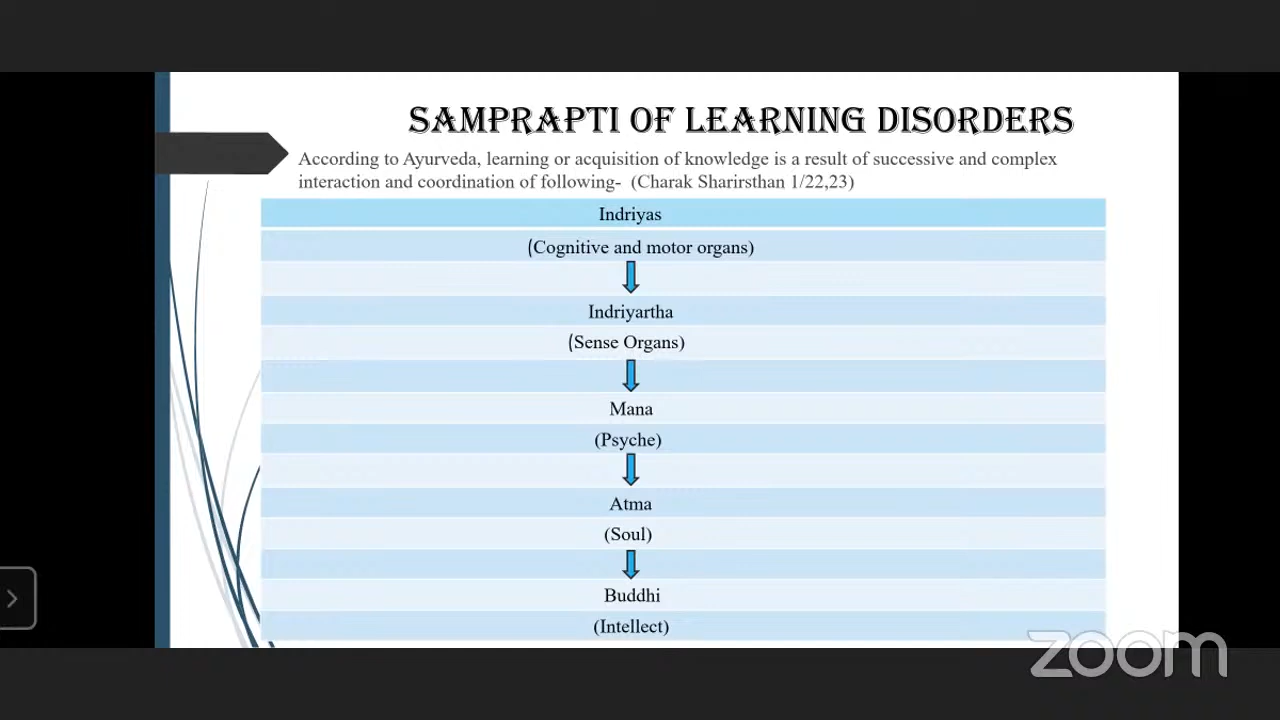 SAMPRAPTI OF LEARNING DISORDERS
According to Ayurveda, learning or acquisition of knowledge is a result of successive and complex
interaction and coordination of following-  (Charak Sharirsthan 1/22,23)
Indriyas
(Cognitive and motor organs)
Indriyartha
(Sense Organs)
Mana
(Psyche)
Atma
(Soul)
Buddhi
(Intellect)
zoom